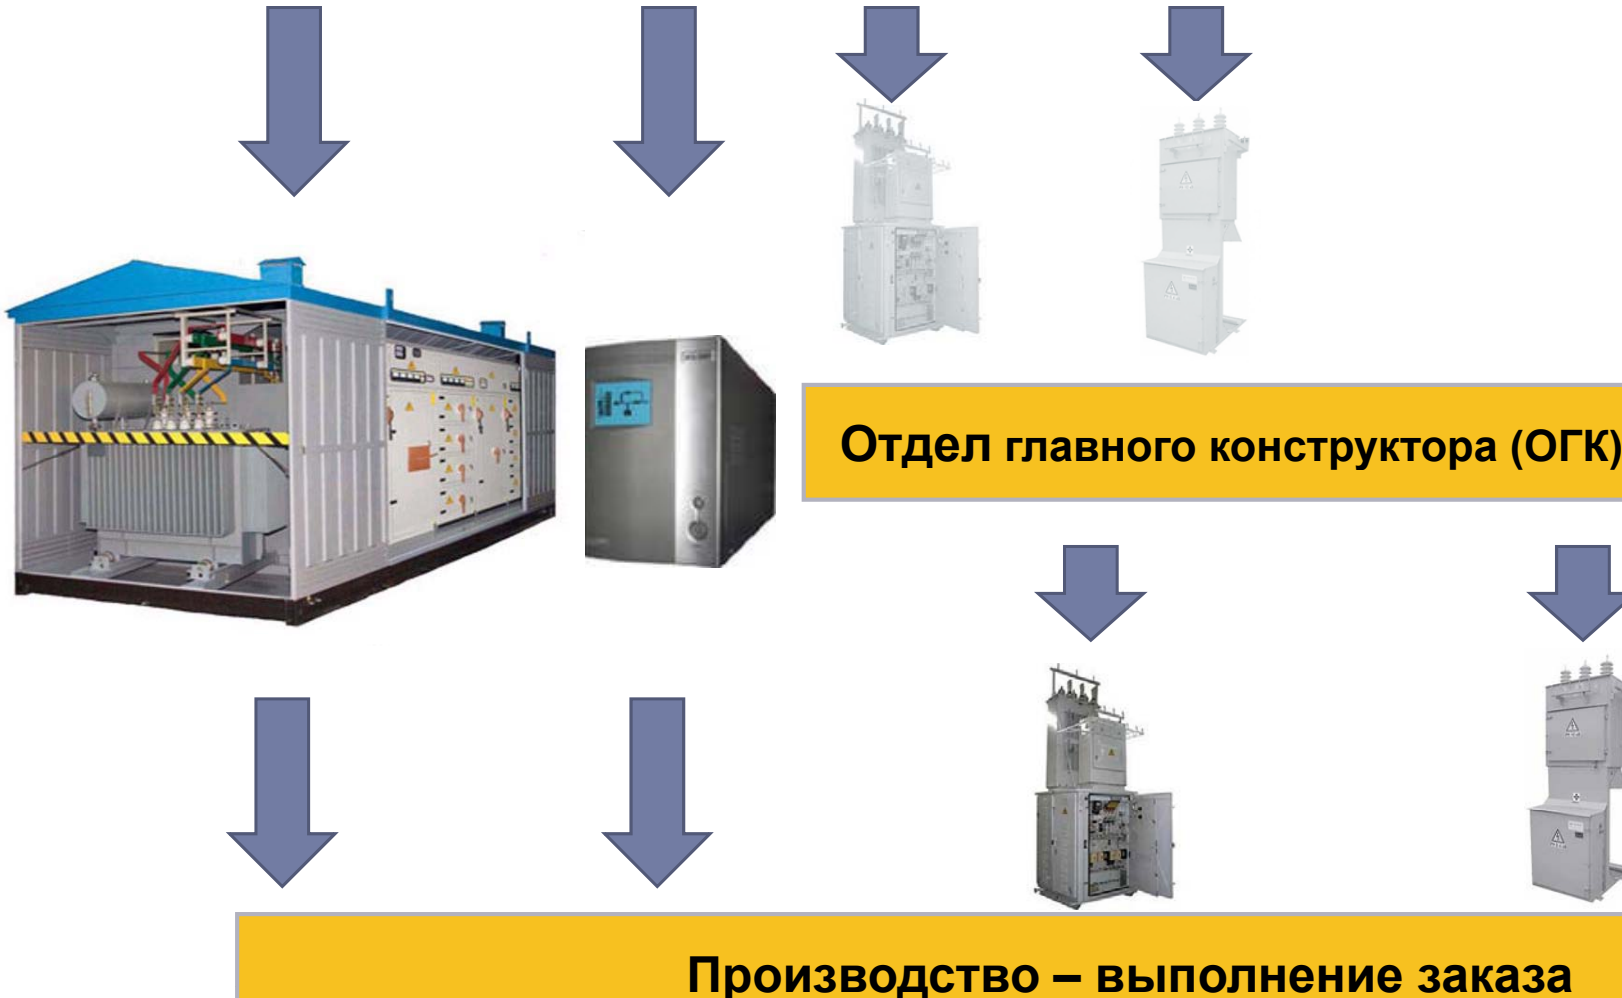 Отдел главного конструктора (ОГК)
Производство – выполнение заказа